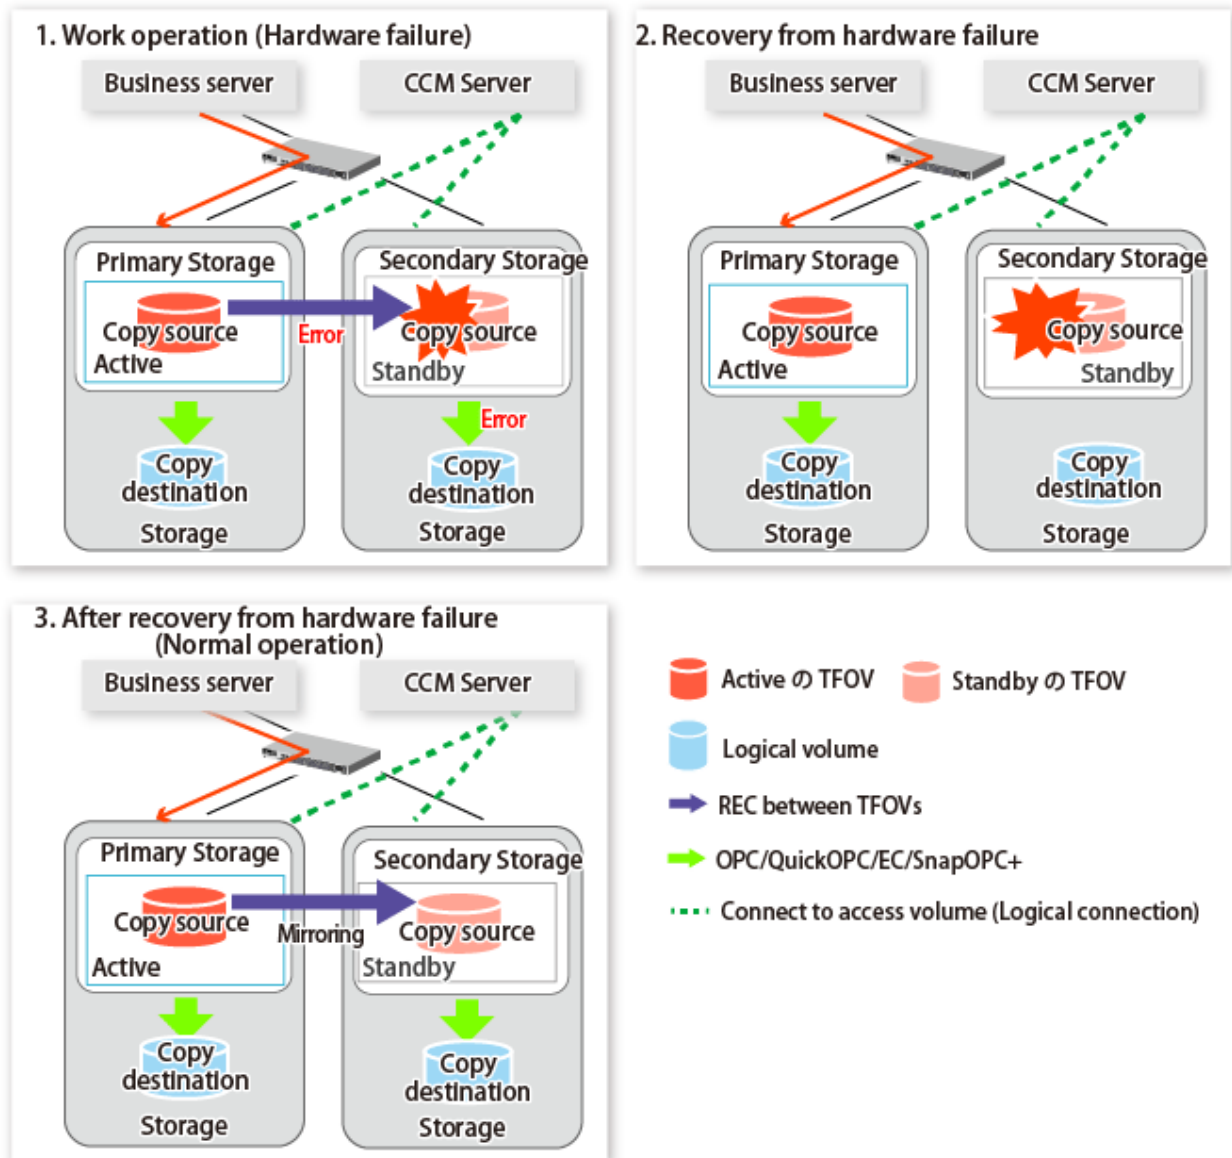 1. Work operation (Hardware failure)
Business server
CCM Server
Primary Storage
Copy source
Active
Error
Secondary Storage
Copy source
Standby
Error
Copy
destination
Storage
Copy
destination
Storage
2. Recovery from hardware failure
Business server
CCM Server
Primary Storage
Copy source
Active
Secondary Storage
Copy source
Standby
Copy
destination
Storage
Copy
destination
Storage
3. After recovery from hardware failure
(Normal operation)
Business server
CCM Server
Primary Storage
Copy source
Active
Mirroring
Secondary Storage
Copy source
Standby
Copy
destination
Storage
Copy
destination
Storage
Active の TFOV
Standby の TFOV
Logical volume
REC between TFOVs
OPC/QuickOPC/EC/SnapOPC+
Connect to access volume (Logical connection)